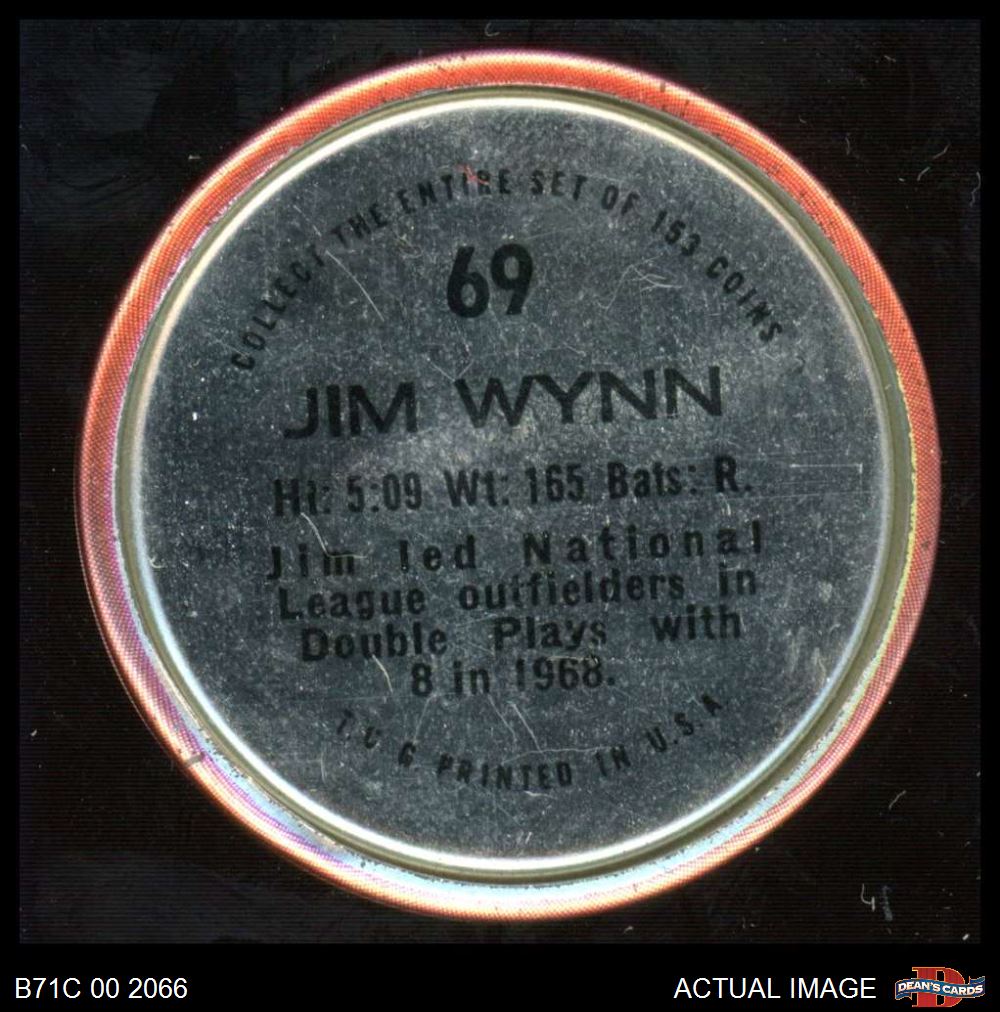 COLLECT THE ENTIRE SET OF 153 COINS
69
JIM WYNN
Ht: 5:09 Wt: 165 Bats: R.
Jim led National
League outfielders in
Double Plays with
8 in 1968.
T.C G PRINTED IN U.S.A
B71C 00 2066
ACTUAL IMAGE
D
DEAN'S CARDS